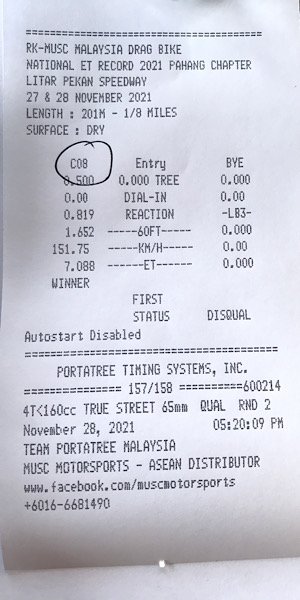 ==========================================
RK-MUSC MALAYSIA DRAG BIKE
NATIONAL ET RECORD 2021 PAHANG CHAPTER
LITAR PEKAN SPEEDWAY
27 & 28 NOVEMBER 2021
LENGTH : 201M - 1/8 MILES
SURFACE : DRY
C08 Entry BYE
0.500 0.000 TREE 0.000
0.00 DIAL-IN 0.00
0.819 REACTION -LB3-
1.652 -----60FT----- 0.000
151.75 -----KM/H----- 0.00
7.088 ------ET------ 0.000
WINNER
FIRST
STATUS DISQUAL
Autostart Disabled
==========================================
PORTATREE TIMING SYSTEMS, INC.
============== 157/158 ==========600214
4T<160cc TRUE STREET 65mm QUAL RND 2
November 28, 2021 05:20:09 PM
TEAM PORTATREE MALAYSIA
MUSC MOTORSPORTS - ASEAN DISTRIBUTOR
www.facebook.com/muscmotorsports
+6016-6681490